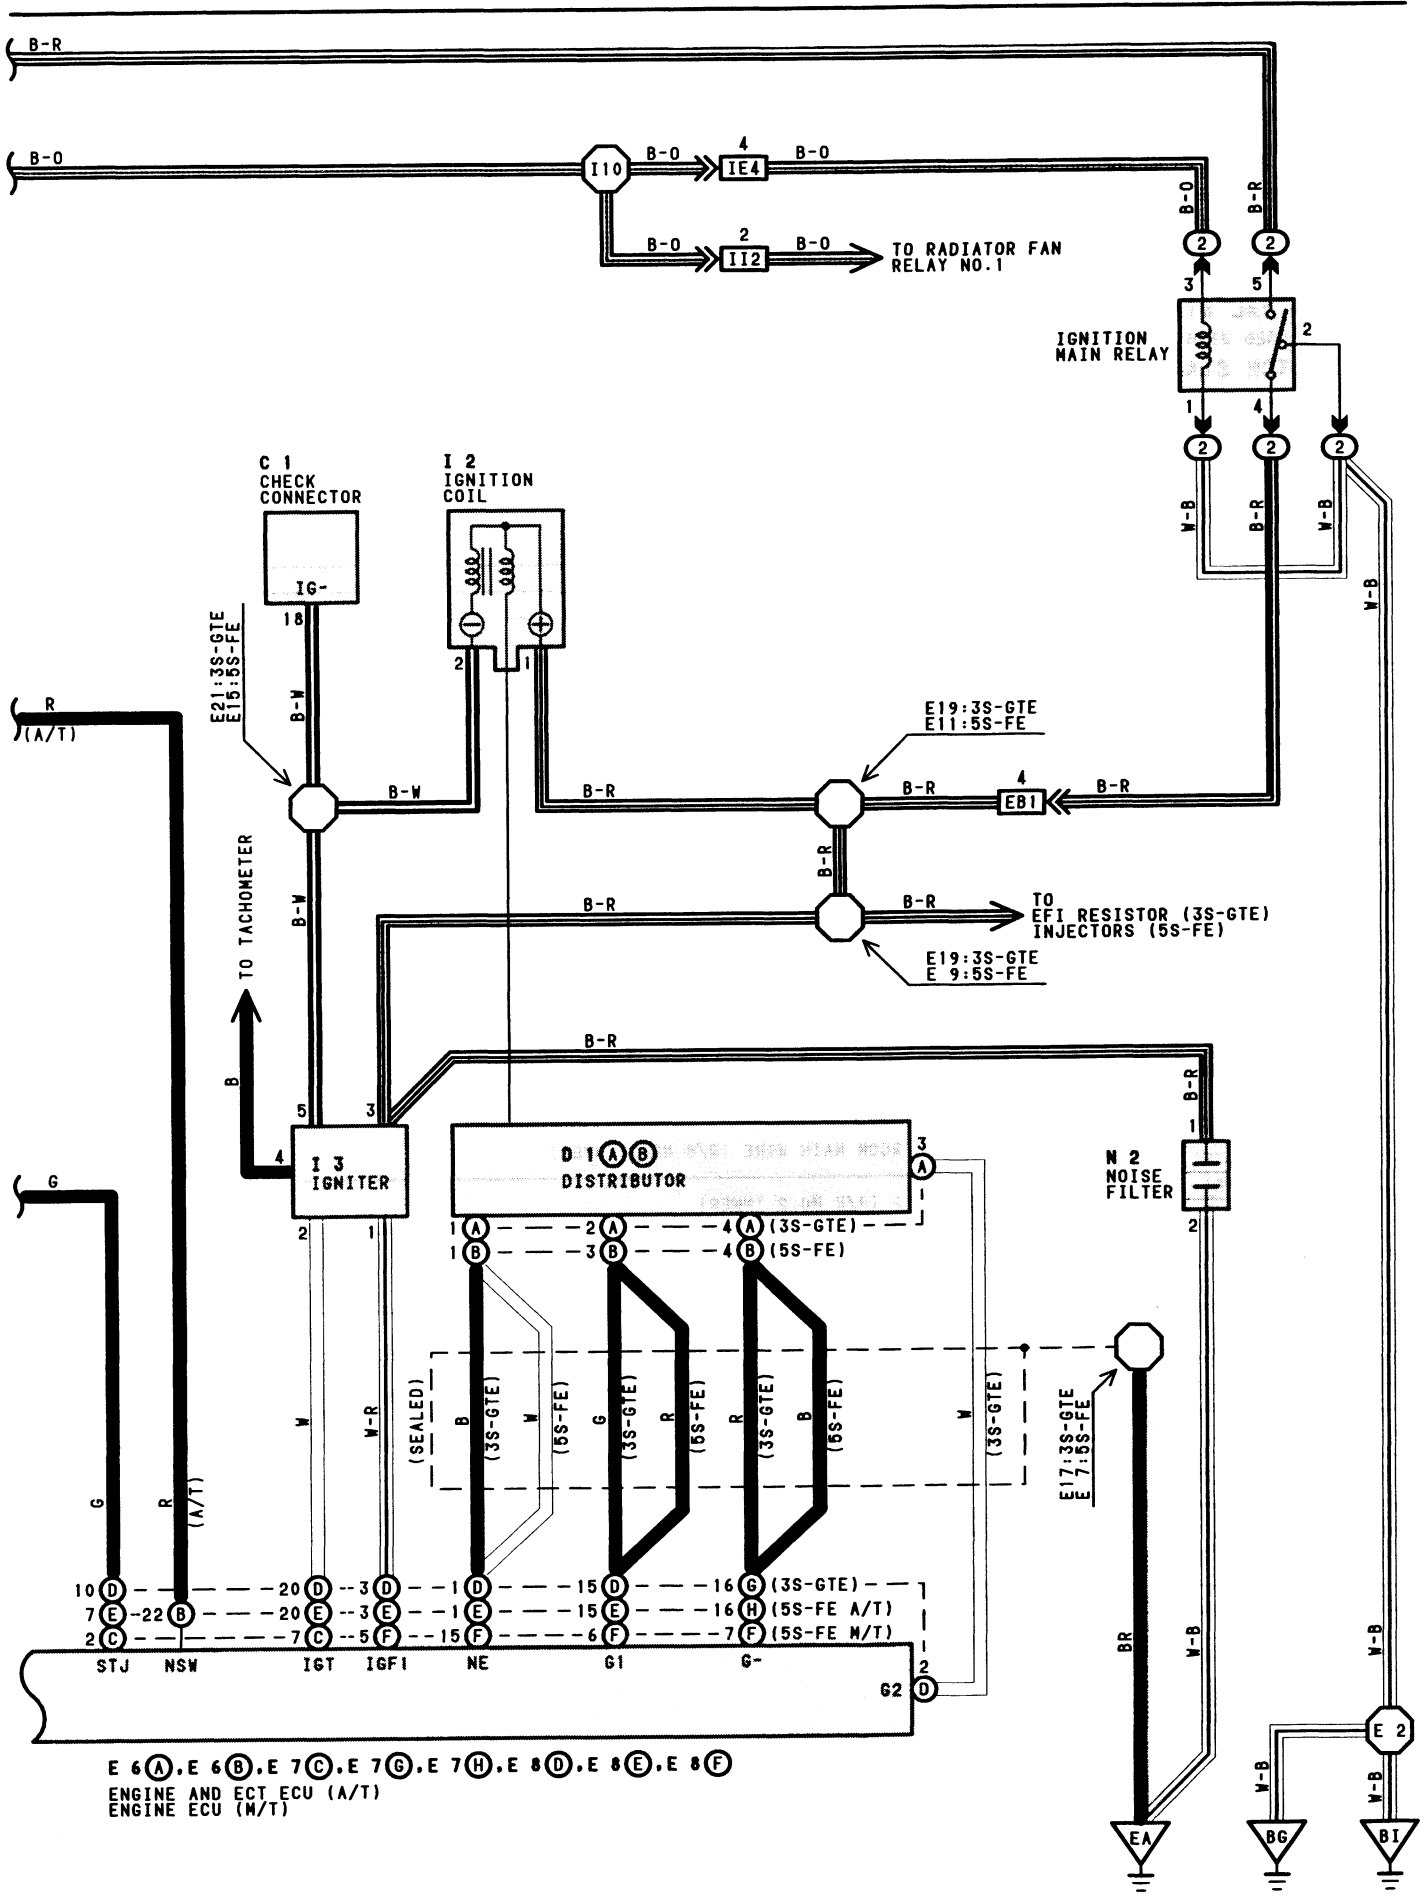 B-R
B-O
I10
B-O
4
IE4
B-O
B-O
B-R
B-O
2
II2
B-O
TO RADIATOR FAN
RELAY NO.1
2
2
3
5
IGNITION
MAIN RELAY
2
1
4
2
2
2
W-B
B-R
W-B
W-B
C 1
CHECK
CONNECTOR
IG-
18
I 2
IGNITION
COIL
2
1
E21:3S-GTE
E15:5S-FE
B-W
R
(A/T)
B-W
B-R
E19:3S-GTE
E11:5S-FE
B-R
4
EB1
B-R
B-R
TO TACHOMETER
B-W
B-R
B-R
TO
EFI RESISTOR (3S-GTE)
INJECTORS (5S-FE)
E19:3S-GTE
E 9:5S-FE
B-R
B
B-R
5
3
4
I 3
IGNITER
2
1
D 1 A B
DISTRIBUTOR
3
A
1
N 2
NOISE
FILTER
2
G
1 A 2 A 4 A (3S-GTE)
1 B 3 B 4 B (5S-FE)
(SEALED)
W
W-R
B
(3S-GTE)
W
(5S-FE)
G
(3S-GTE)
R
(5S-FE)
R
(3S-GTE)
B
(5S-FE)
W
(3S-GTE)
E17:3S-GTE
E 7:5S-FE
G
R
(A/T)
10 D 20 D 3 D 1 D 15 D 16 G (3S-GTE)
7 E 22 B 20 E 3 E 1 E 15 E 16 H (5S-FE A/T)
2 C 7 C 5 F 15 F 6 F 7 F (5S-FE M/T)
STJ NSW IGT IGF1 NE G1 G-
2
G2 D
BR
W-B
W-B
E 2
W-B
W-B
E 6 A, E 6 B, E 7 C, E 7 G, E 7 H, E 8 D, E 8 E, E 8 F
ENGINE AND ECT ECU (A/T)
ENGINE ECU (M/T)
EA
BG
BI